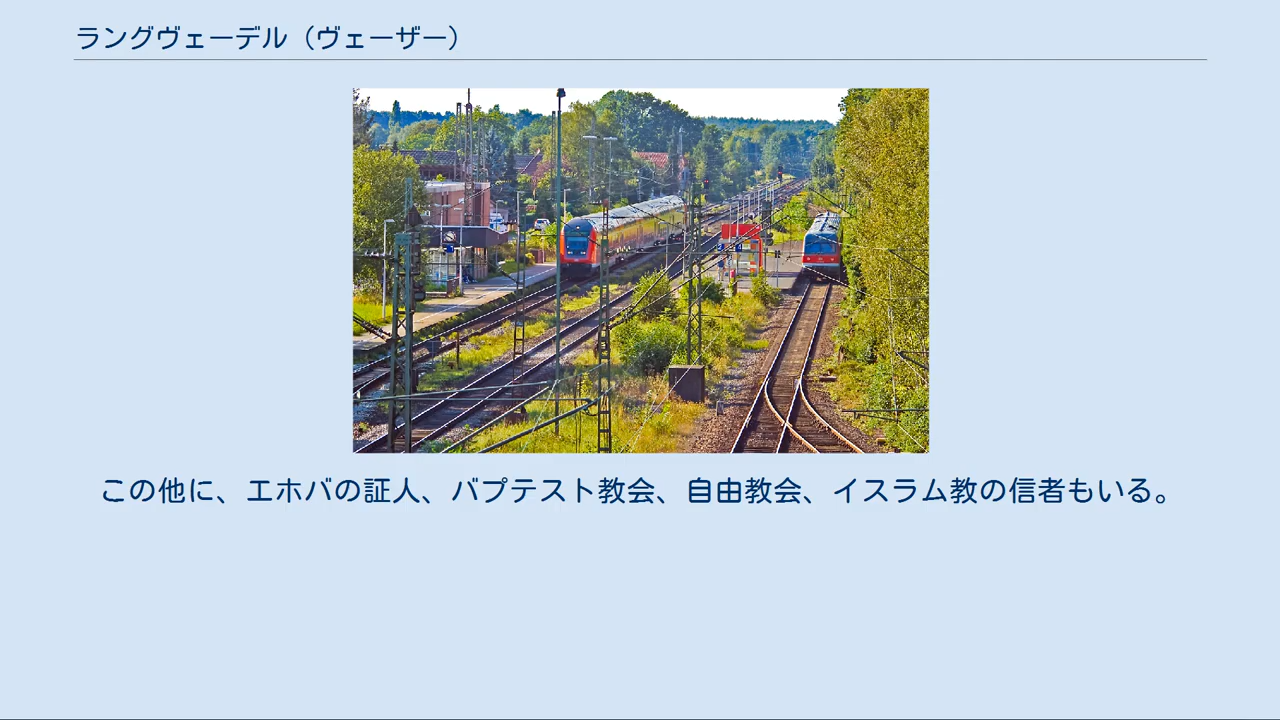 ラングヴェーデル（ヴェーザー）
この他に、エホバの証人、バプテスト教会、自由教会、イスラム教の信者もいる。